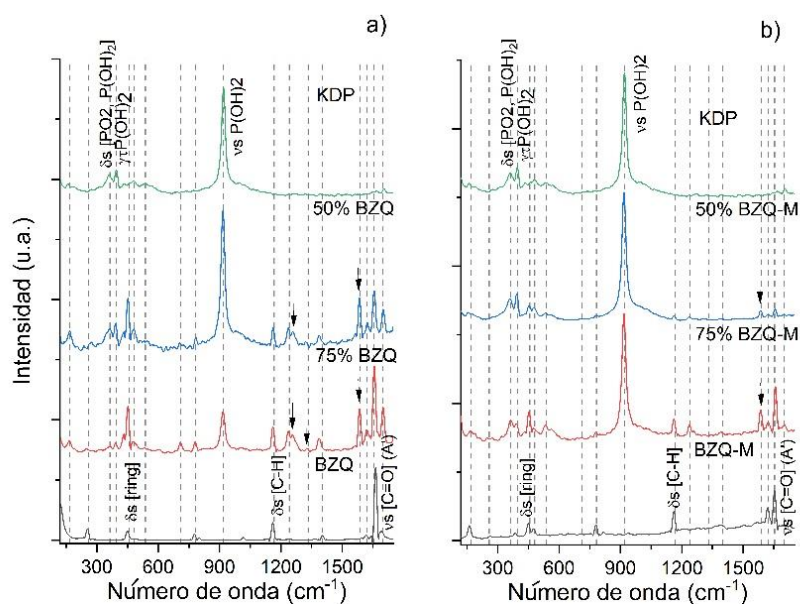 a)
KDP
δs [PO2, P(OH)2]
γτP(OH)2
νs P(OH)2
50% BZQ
75% BZQ
BZQ
δs [ring]
δs [C-H]
νs [C=O] (A')
Intensidad (u.a.)
300 600 900 1200 1500
Número de onda (cm-1)
b)
KDP
δs [PO2, P(OH)2]
γτP(OH)2
νs P(OH)2
50% BZQ-M
75% BZQ-M
BZQ-M
δs [ring]
δs [C-H]
νs [C=O] (A')
300 600 900 1200 1500
Número de onda (cm-1)